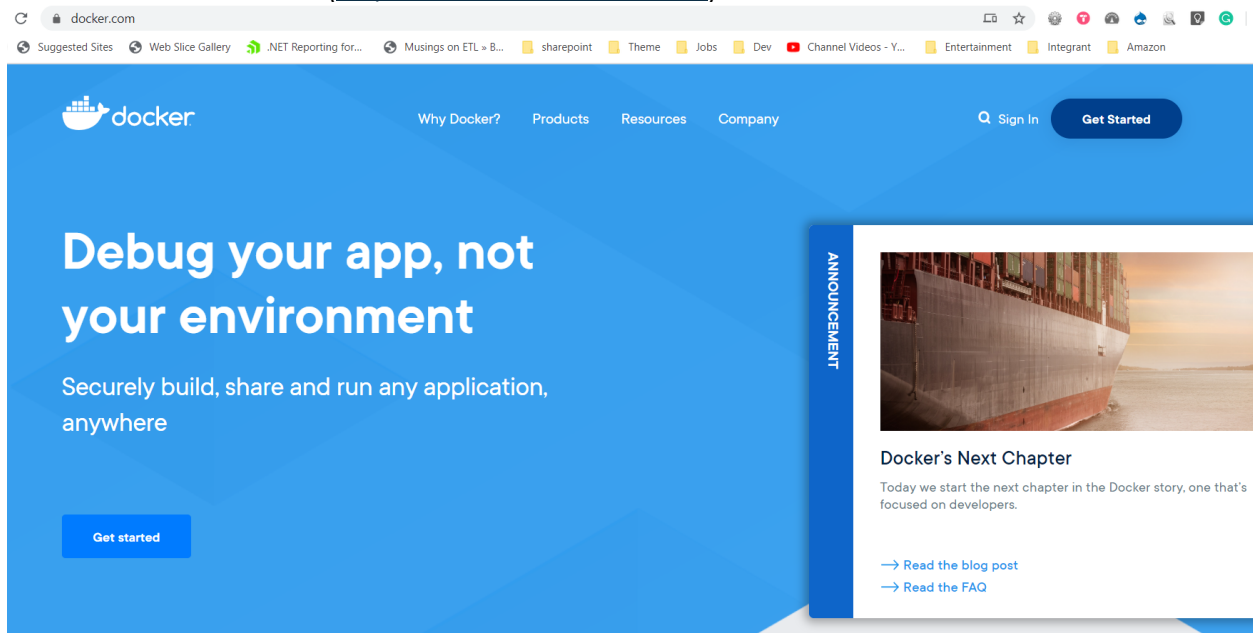 docker.com
Suggested Sites Web Slice Gallery .NET Reporting for... Musings on ETL » B... sharepoint Theme Jobs Dev Channel Videos - Y... Entertainment Integrant Amazon
docker Why Docker? Products Resources Company Sign In Get Started
Debug your app, not
your environment
Securely build, share and run any application,
anywhere
Get started
ANNOUNCEMENT
Docker's Next Chapter
Today we start the next chapter in the Docker story, one that's
focused on developers.
→ Read the blog post
→ Read the FAQ